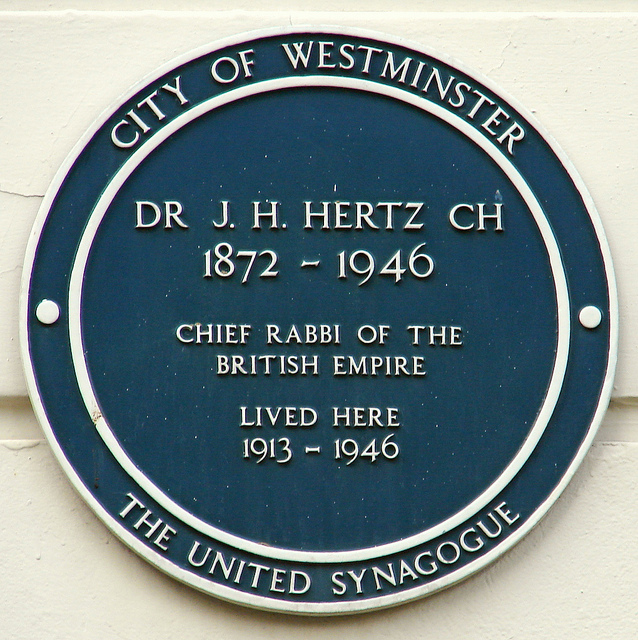 CITY OF WESTMINSTER
DR J. H. HERTZ CH
1872 - 1946
CHIEF RABBI OF THE
BRITISH EMPIRE
LIVED HERE
1913 - 1946
THE UNITED SYNAGOGUE